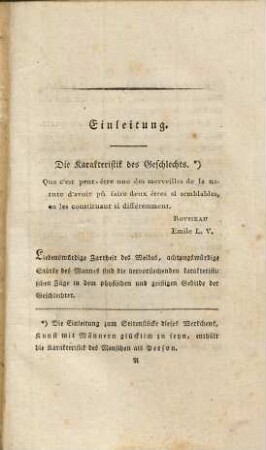 Einleitung.
Die Karakteristik des Geschlechts. *)
Que c'est peut-être une des merveilles de la na-
ture d'avoir pû faire deux êtres si semblables,
en les constituant si différemment.
Rousseau
Emile L. V.
Liebenswürdige Zartheit des Weibes, achtungswürdige
Stärke des Mannes sind die hervorstechenden karakteristi-
schen Züge in dem physischen und geistigen Gebilde der
Geschlechter.
*) Die Einleitung zum Seitenstücke dieses Werkchens,
Kunst mit Männern glücklich zu seyn, enthält
die Karakteristik des Menschen als Person.
A